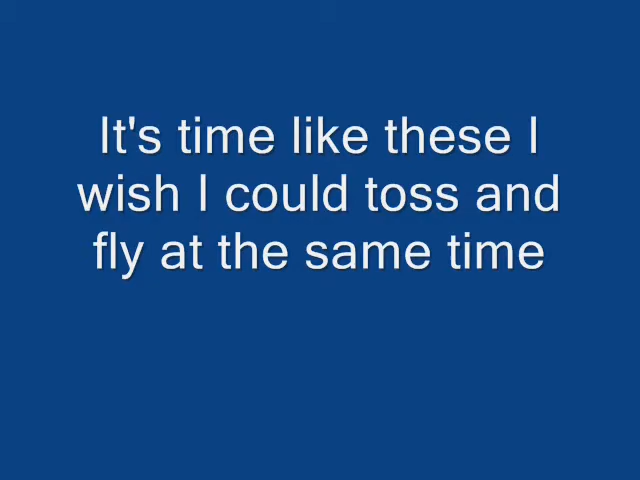 It's time like these I
wish I could toss and
fly at the same time